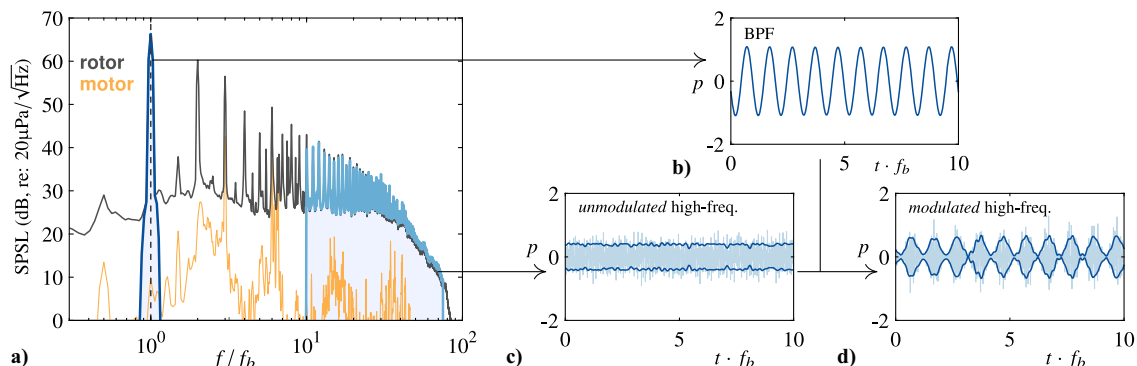 70
60
50
40
30
20
10
0
SPSL (dB, re: 20μPa/√Hz)
rotor
motor
10⁰
10¹
10²
f / f_b
a)
BPF
2
0
-2
p
0
5
10
t · f_b
b)
unmodulated high-freq.
2
0
-2
p
0
5
10
t · f_b
c)
modulated high-freq.
2
0
-2
p
0
5
10
t · f_b
d)